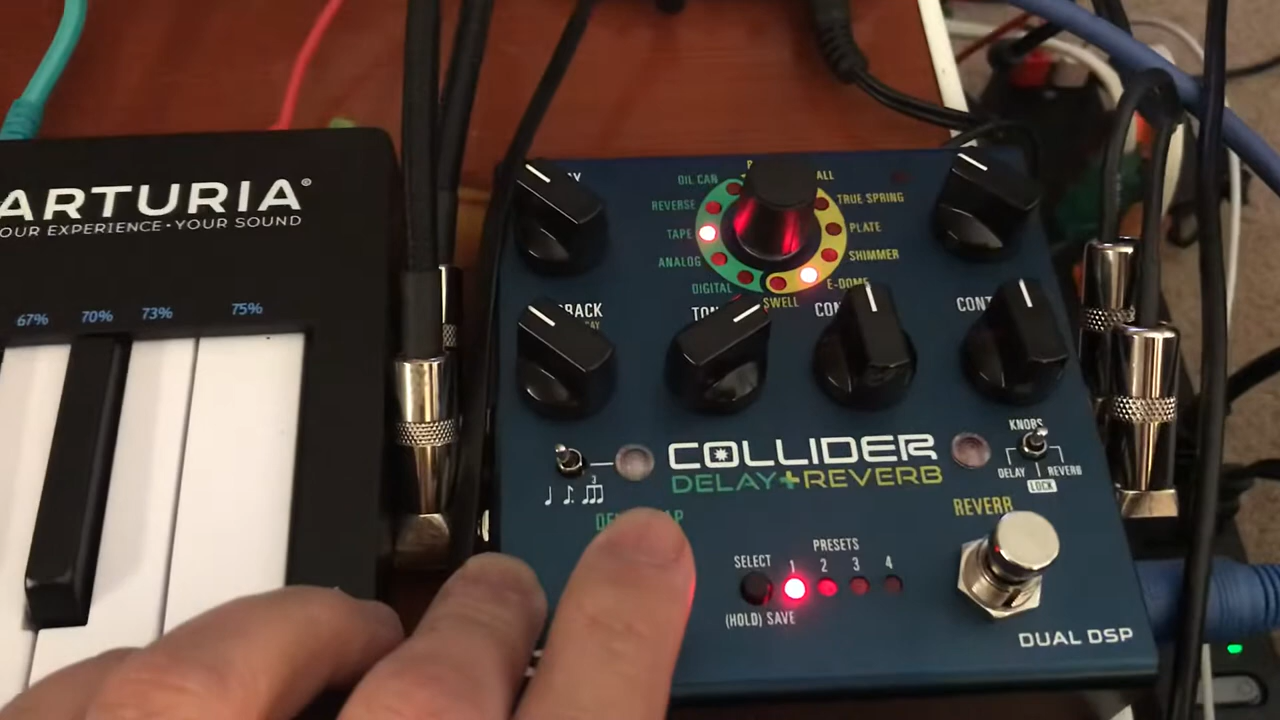 ARTURIA®
OUR EXPERIENCE • YOUR SOUND
67% 70% 73% 75%
OIL CAN
REVERSE
TAPE
ANALOG
DIGITAL
TRUE SPRING
PLATE
SHIMMER
E-DOME
SWELL
COLLIDER
DELAY+REVERB
3
KNOBS
DELAY REVERB
LOCK
REVERB
PRESETS
SELECT 1 2 3 4
(HOLD) SAVE
DUAL DSP